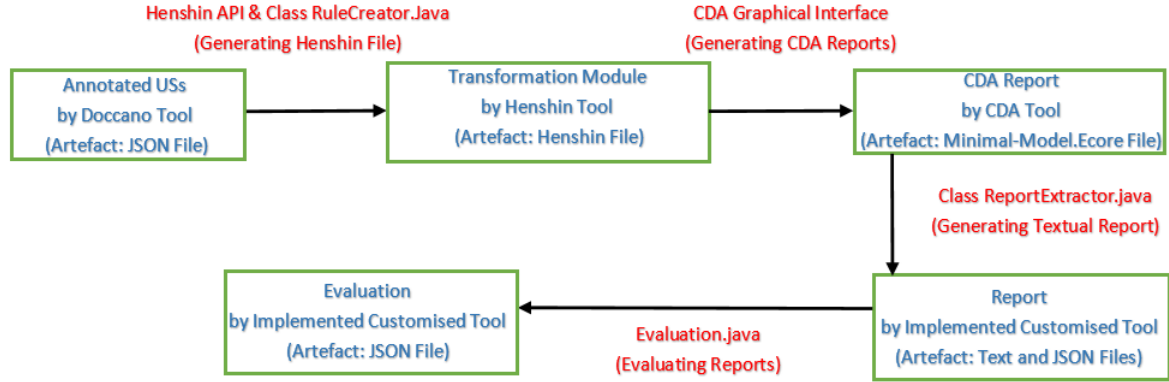 Henshin API & Class RuleCreator.Java
(Generating Henshin File)
CDA Graphical Interface
(Generating CDA Reports)
Annotated USs
by Doccano Tool
(Artefact: JSON File)
Transformation Module
by Henshin Tool
(Artefact: Henshin File)
CDA Report
by CDA Tool
(Artefact: Minimal-Model.Ecore File)
Class ReportExtractor.java
(Generating Textual Report)
Report
by Implemented Customised Tool
(Artefact: Text and JSON Files)
Evaluation.java
(Evaluating Reports)
Evaluation
by Implemented Customised Tool
(Artefact: JSON File)